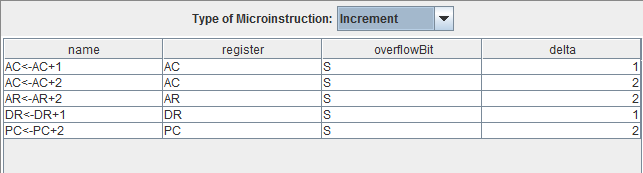 Type of Microinstruction: Increment
name register overflowBit delta
AC<-AC+1 AC S 1
AC<-AC+2 AC S 2
AR<-AR+2 AR S 2
DR<-DR+1 DR S 1
PC<-PC+2 PC S 2